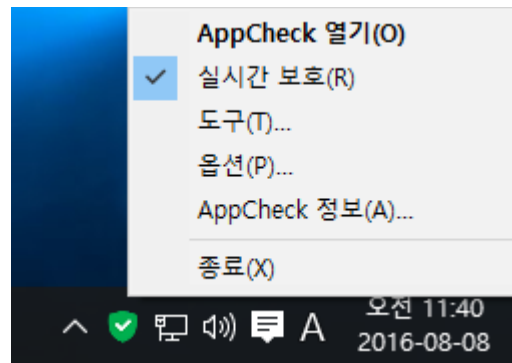 AppCheck 열기(O)
실시간 보호(R)
도구(T)...
옵션(P)...
AppCheck 정보(A)...
종료(X)
A
오전 11:40
2016-08-08